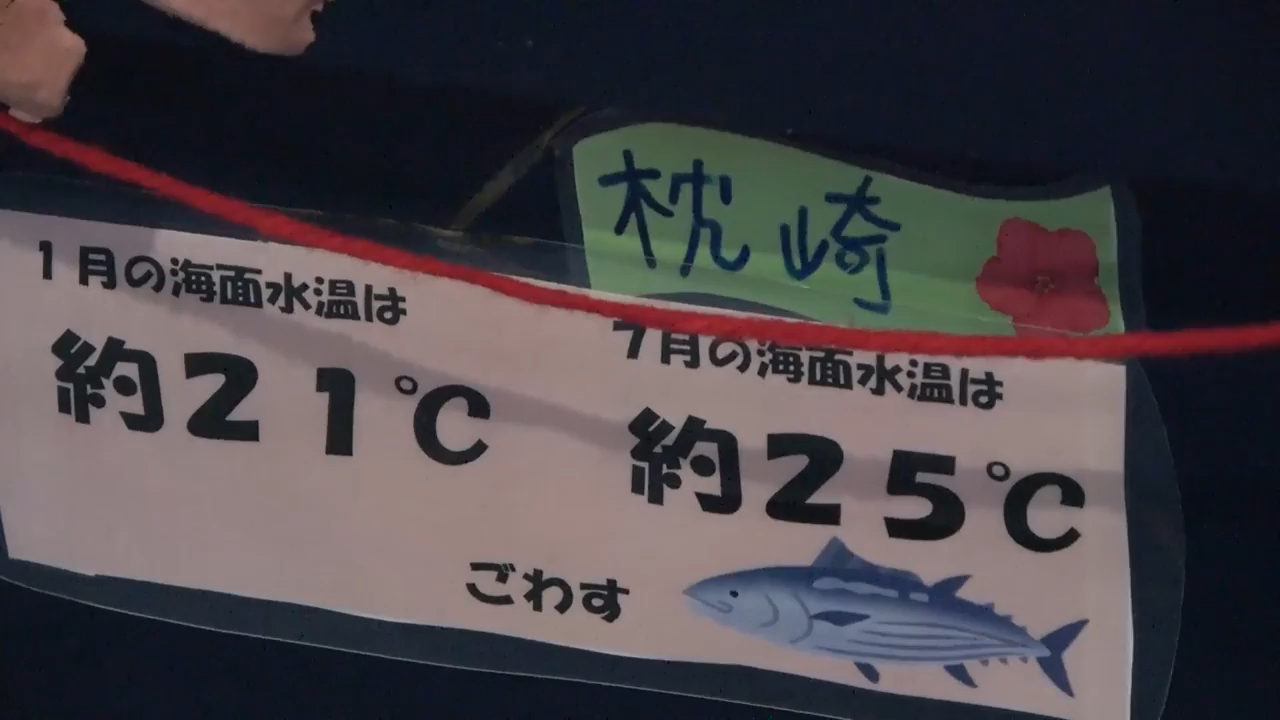 枕崎
1月の海面水温は
約21℃
7月の海面水温は
約25℃
ごわす